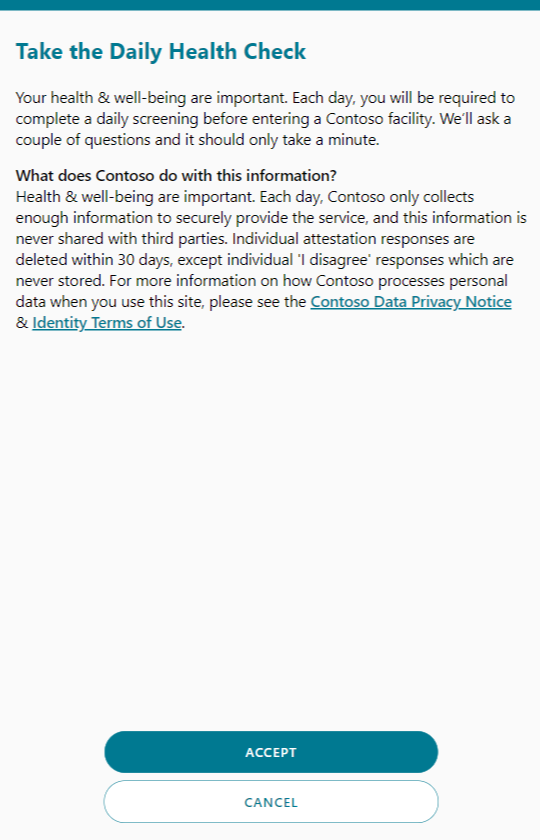 Take the Daily Health Check
Your health & well-being are important. Each day, you will be required to
complete a daily screening before entering a Contoso facility. We'll ask a
couple of questions and it should only take a minute.
What does Contoso do with this information?
Health & well-being are important. Each day, Contoso only collects
enough information to securely provide the service, and this information is
never shared with third parties. Individual attestation responses are
deleted within 30 days, except individual 'I disagree' responses which are
never stored. For more information on how Contoso processes personal
data when you use this site, please see the Contoso Data Privacy Notice
& Identity Terms of Use.
ACCEPT
CANCEL